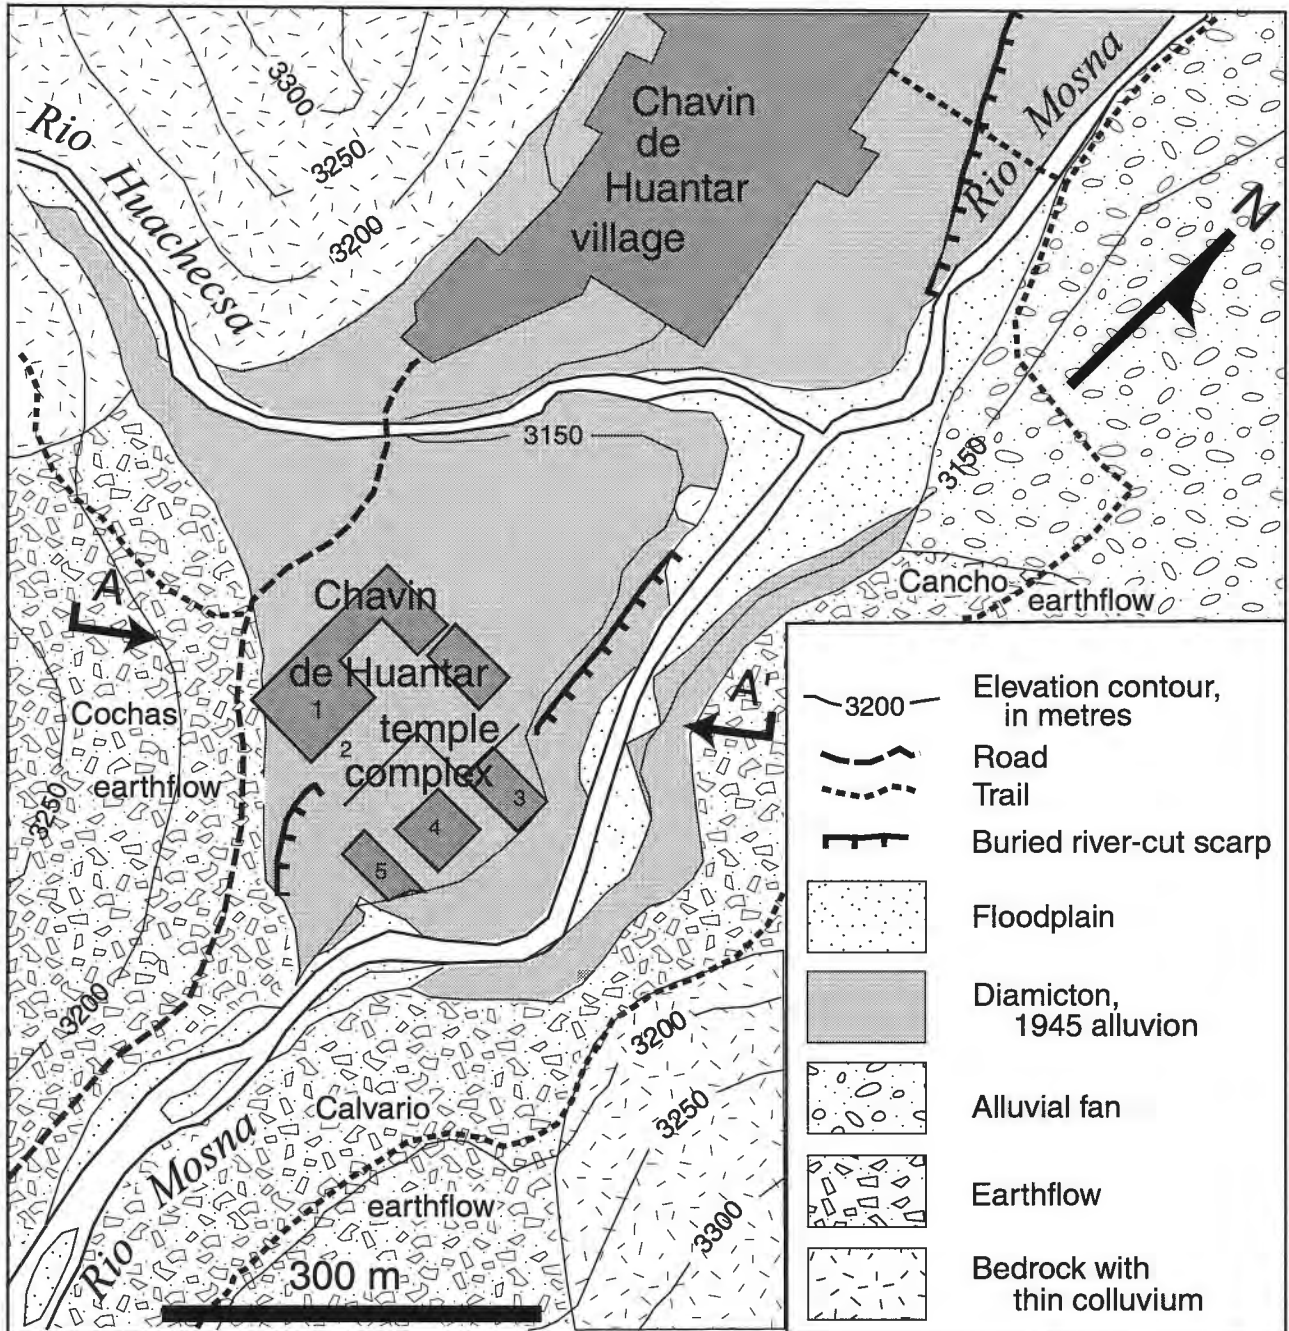 3300
3250
3200
Rio
Huachecsa
Chavin
de
Huantar
village
Rio
Mosna
N
3150
3150
A
Cochas
earthflow
3250
3200
Chavin
de Huantar
temple
complex
1
2
3
4
5
Cancho
earthflow
A'
Calvario
earthflow
Rio
Mosna
3200
3250
3300
300 m
3200
Elevation contour,
in metres
Road
Trail
Buried river-cut scarp
Floodplain
Diamicton,
1945 alluvion
Alluvial fan
Earthflow
Bedrock with
thin colluvium